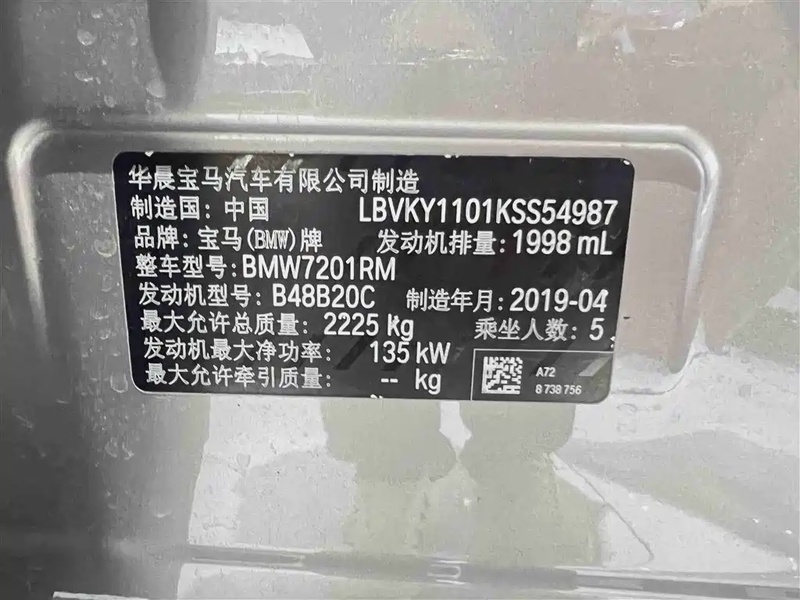 华晨宝马汽车有限公司制造
制造国：中国 LBVKY1101KSS54987
品牌：宝马(BMW)牌 发动机排量：1998 mL
整车型号：BMW7201RM
发动机型号：B48B20C 制造年月：2019-04
最大允许总质量：2225 kg 乘坐人数：5
发动机最大净功率：135 kW
最大允许牵引质量：-- kg
A72
8 738 756